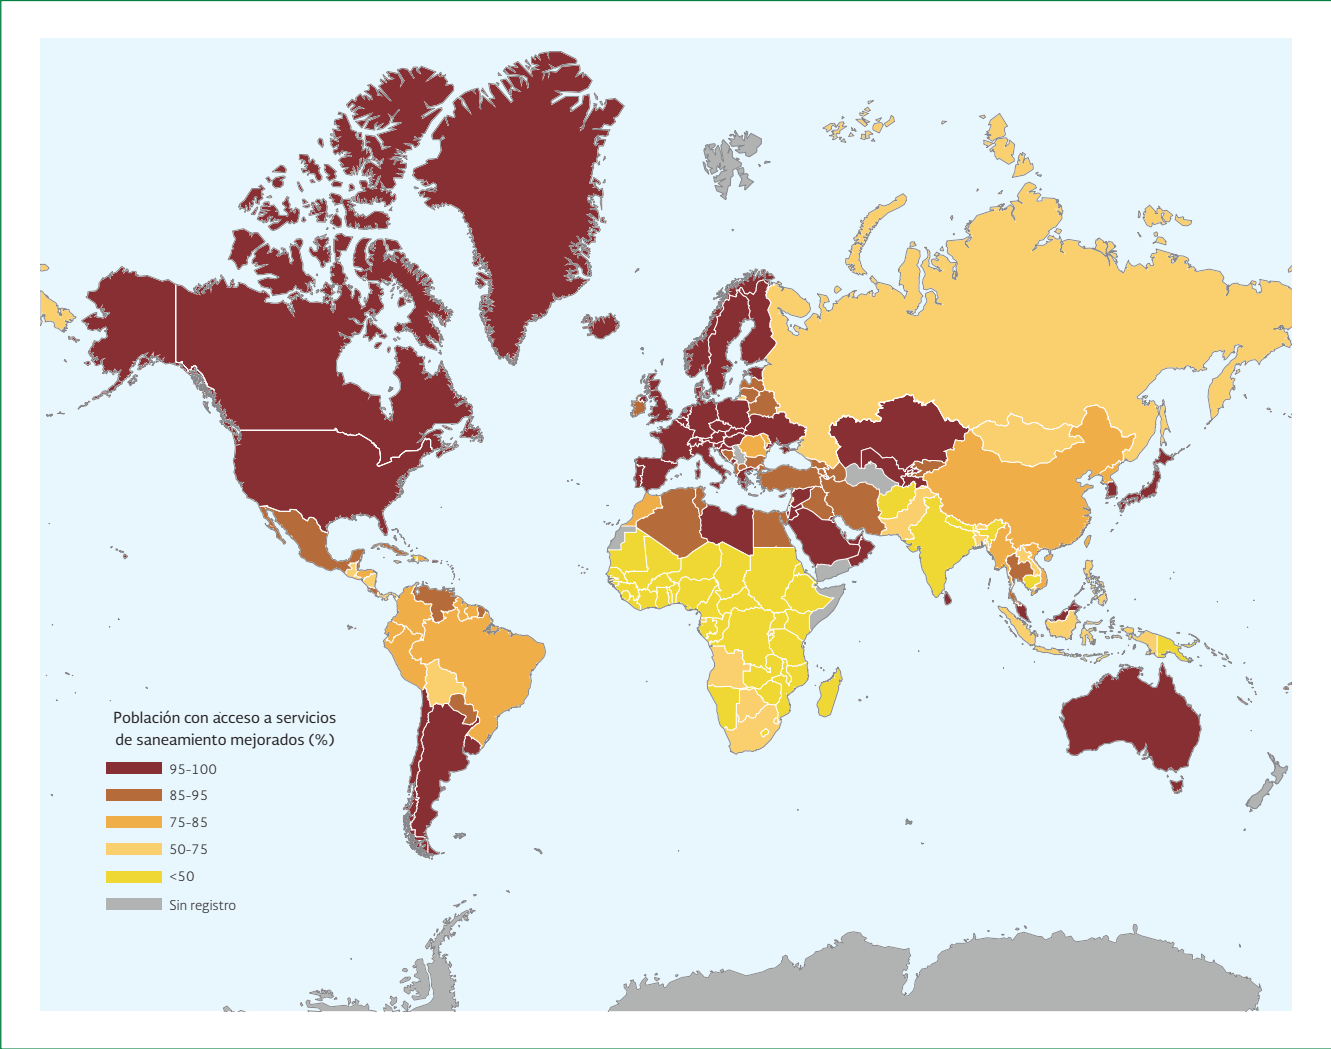 Población con acceso a servicios
de saneamiento mejorados (%)
95-100
85-95
75-85
50-75
<50
Sin registro